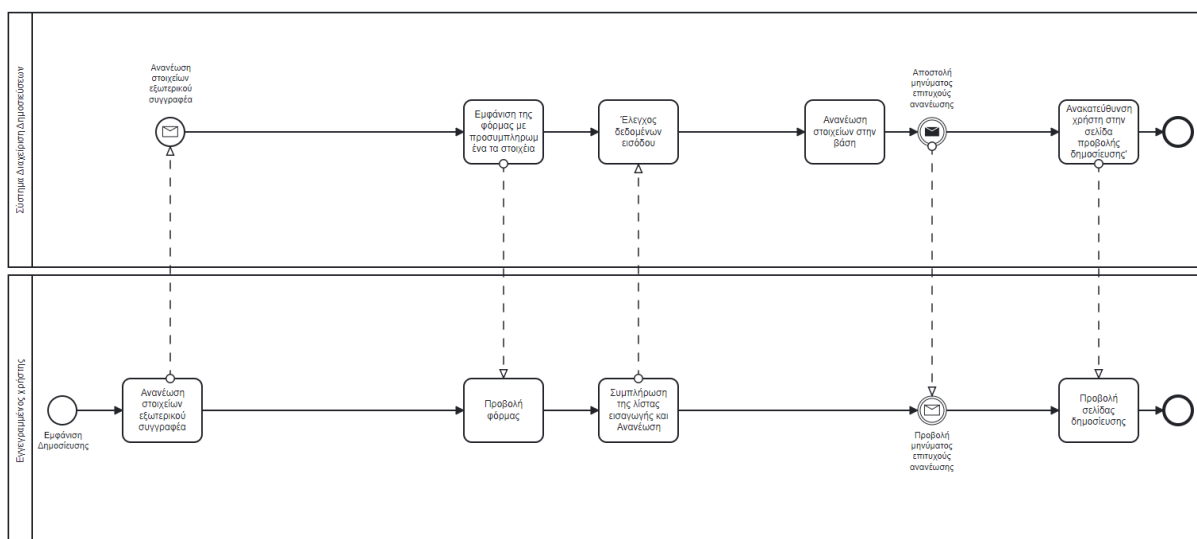 Σύστημα Διαχείριση Δημοσιεύσεων
Ανανέωση
στοιχείων
εξωτερικού
συγγραφέα
Εμφάνιση της
φόρμας με
προσυμπληρωμ
ένα τα στοιχέια
Έλεγχος
δεδομένων
εισόδου
Ανανέωση
στοιχείων στην
βάση
Αποστολή
μηνύματος
επιτυχούς
ανανέωσης
Ανακατεύθυνση
χρήστη στην
σελίδα
προβολής
δημοσίευσης'
Εγγεγραμμένος Χρήστης
Εμφάνιση
Δημοσίευσης
Ανανέωση
στοιχείων
εξωτερικού
συγγραφέα
Προβολή
φόρμας
Συμπλήρωση
της λίστας
εισαγωγής και
Ανανέωση
Προβολή
μηνύματος
επιτυχούς
ανανέωσης
Προβολή
σελίδας
δημοσίευσης